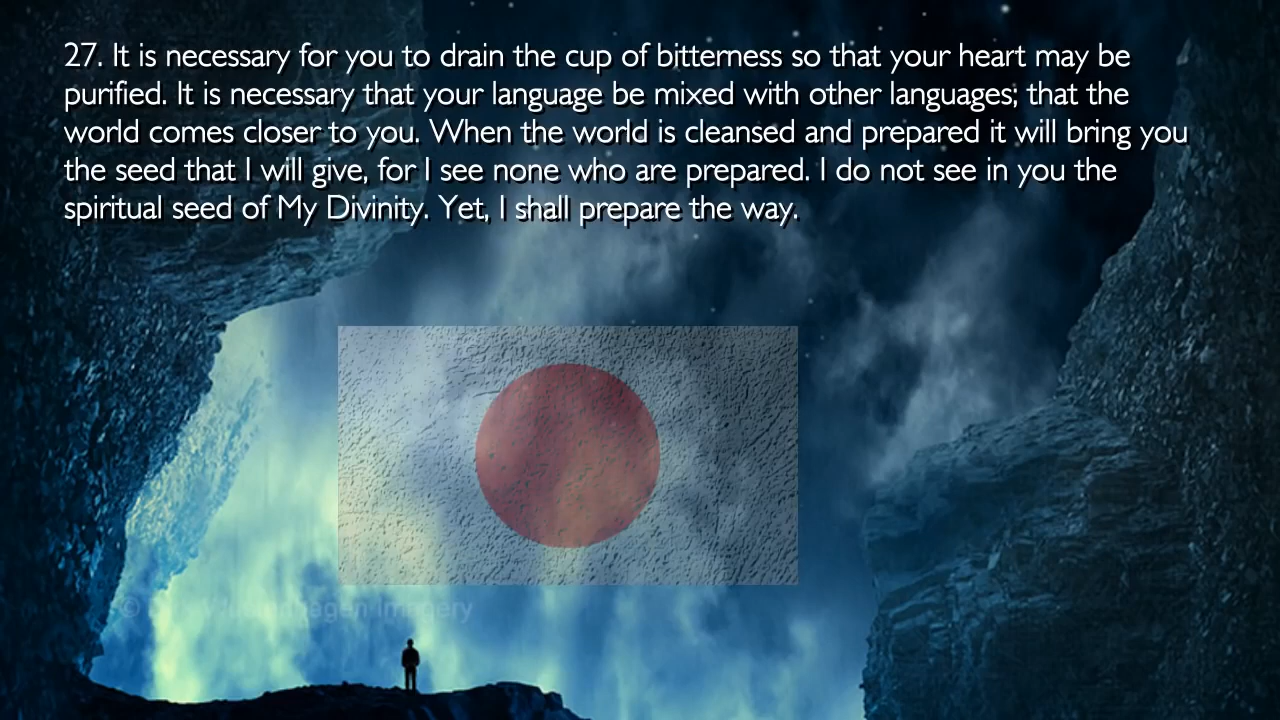 27. It is necessary for you to drain the cup of bitterness so that your heart may be
purified. It is necessary that your language be mixed with other languages; that the
world comes closer to you. When the world is cleansed and prepared it will bring you
the seed that I will give, for I see none who are prepared. I do not see in you the
spiritual seed of My Divinity. Yet, I shall prepare the way.
Imagery